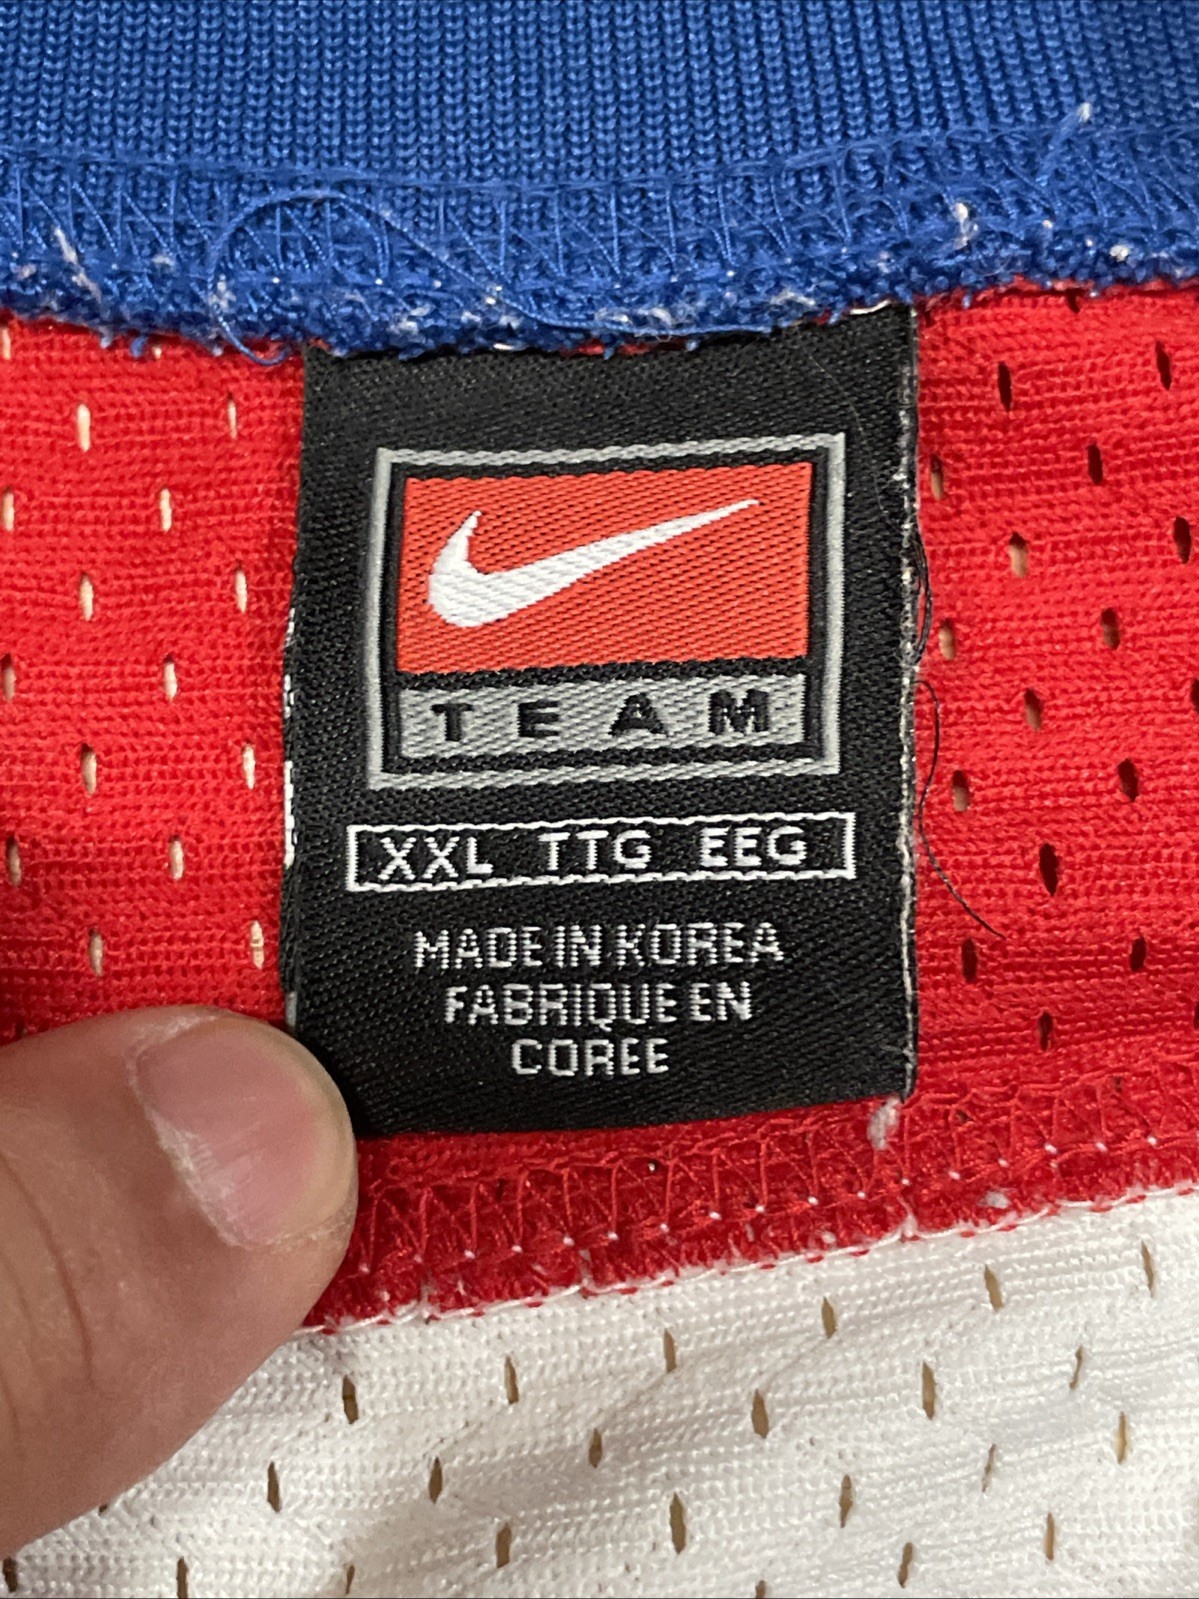 TEAM
XXL TTG EEG
MADE IN KOREA
FABRIQUE EN
COREE